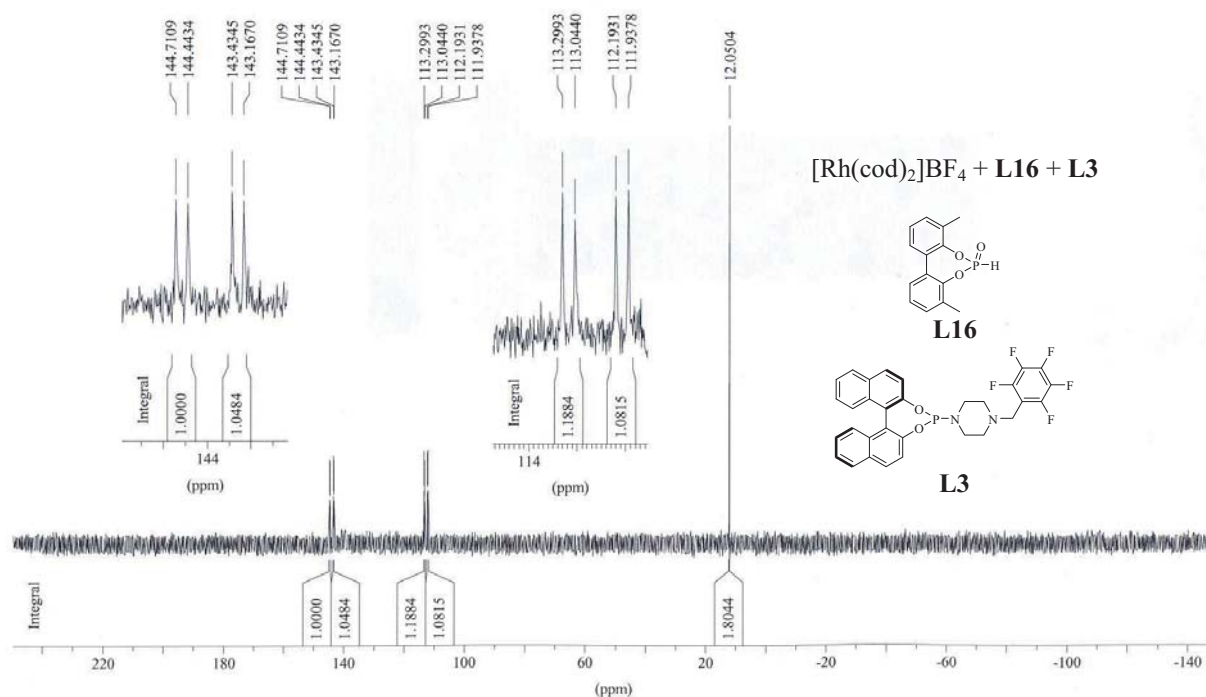 144.7109
144.4434
143.4345
143.1670
144.7109
144.4434
143.4345
143.1670
113.2993
113.0440
112.1931
111.9378
113.2993
113.0440
112.1931
111.9378
12.0504
[Rh(cod)2]BF4 + L16 + L3
O
O
P
H
O
L16
Integral
1.0000
1.0484
144
(ppm)
Integral
1.1884
1.0815
114
(ppm)
F
F
F
F
F
O
P
N
N
O
L3
Integral
1.0000
1.0484
1.1884
1.0815
1.8044
220 180 140 100 60 20 -20 -60 -100 -140
(ppm)